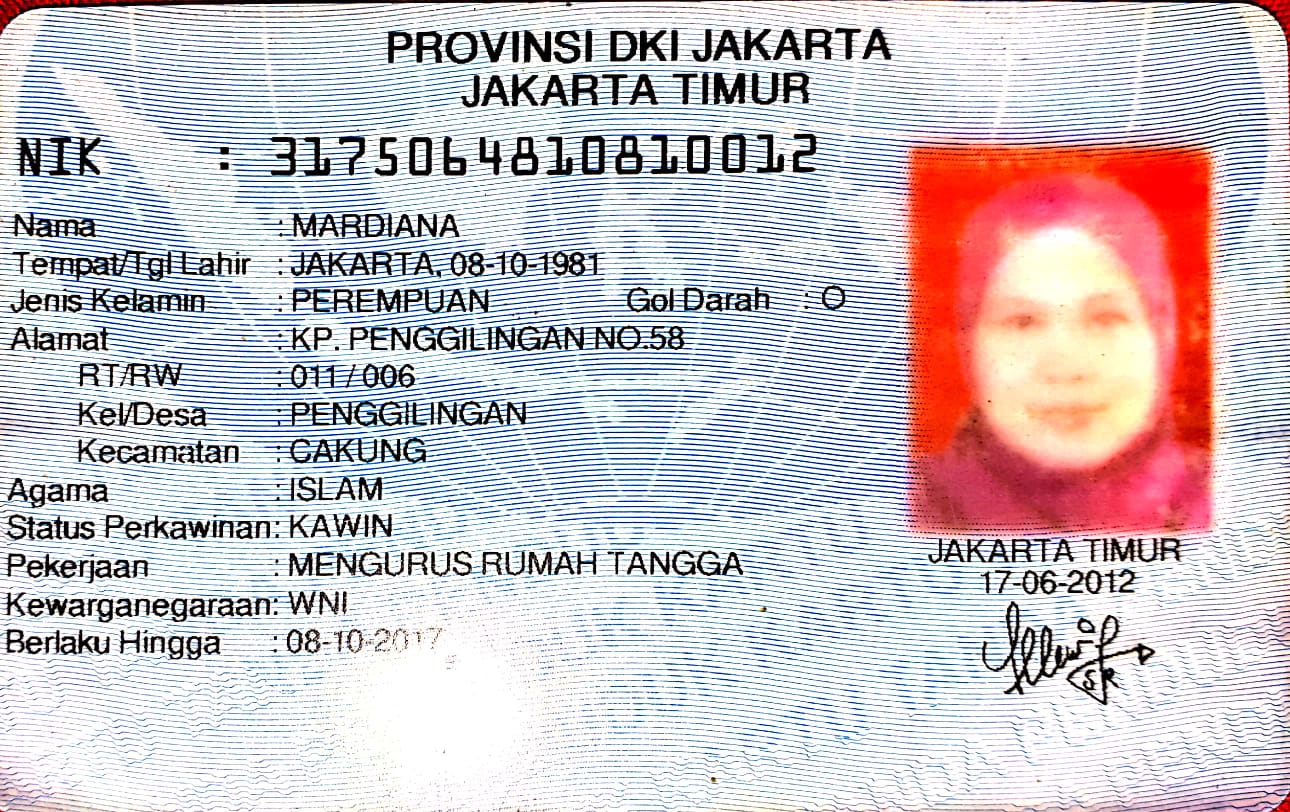 PROVINSI DKI JAKARTA
JAKARTA TIMUR
NIK : 3175064810810012
Nama : MARDIANA
Tempat/Tgl Lahir : JAKARTA, 08-10-1981
Jenis Kelamin : PEREMPUAN Gol Darah : O
Alamat : KP. PENGGILINGAN NO.58
RT/RW : 011 / 006
Kel/Desa : PENGGILINGAN
Kecamatan : CAKUNG
Agama : ISLAM
Status Perkawinan: KAWIN
Pekerjaan : MENGURUS RUMAH TANGGA
Kewarganegaraan: WNI
Berlaku Hingga : 08-10-2017
JAKARTA TIMUR
17-06-2012